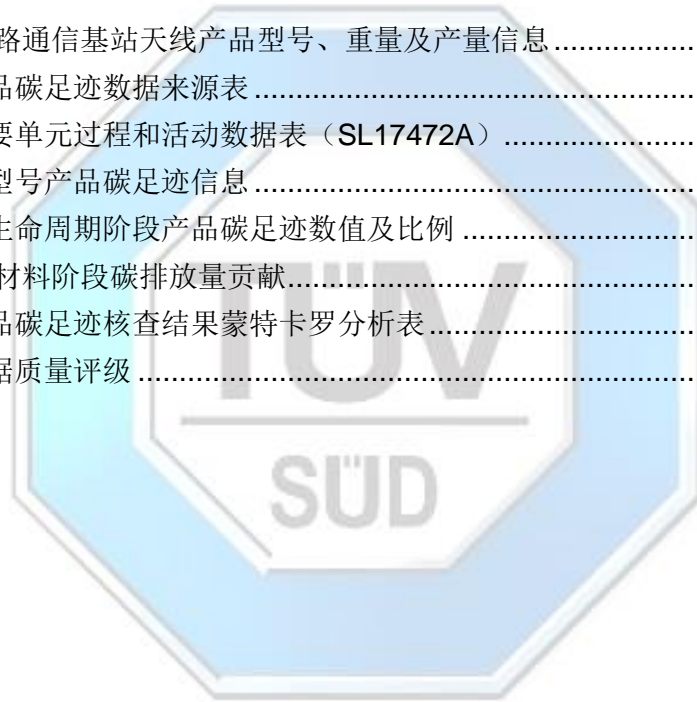 路通信基站天线产品型号、重量及产量信息..................
品碳足迹数据来源表..................
要单元过程和活动数据表（SL17472A）..................
型号产品碳足迹信息..................
生命周期阶段产品碳足迹数值及比例..................
材料阶段碳排放量贡献..................
品碳足迹核查结果蒙特卡罗分析表..................
据质量评级..................
TÜV
SÜD